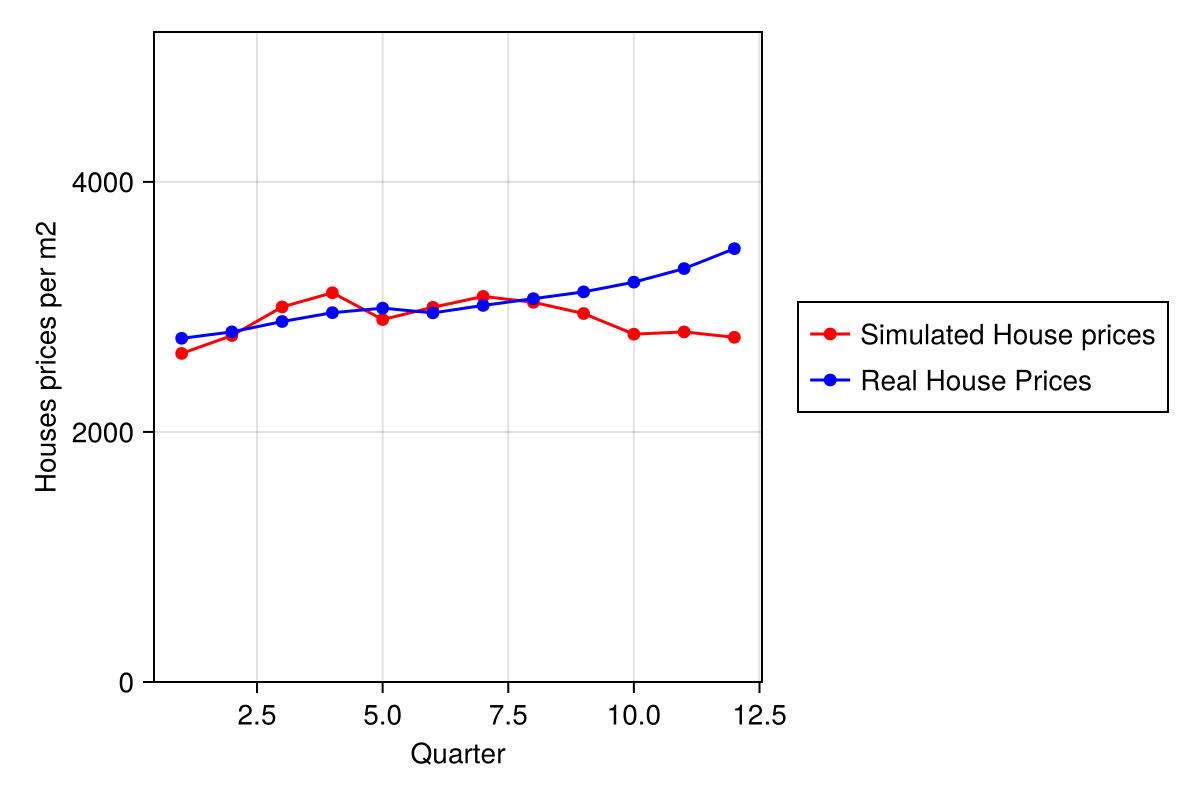 Houses prices per m2
4000
2000
0
2.5 5.0 7.5 10.0 12.5
Quarter
Simulated House prices
Real House Prices